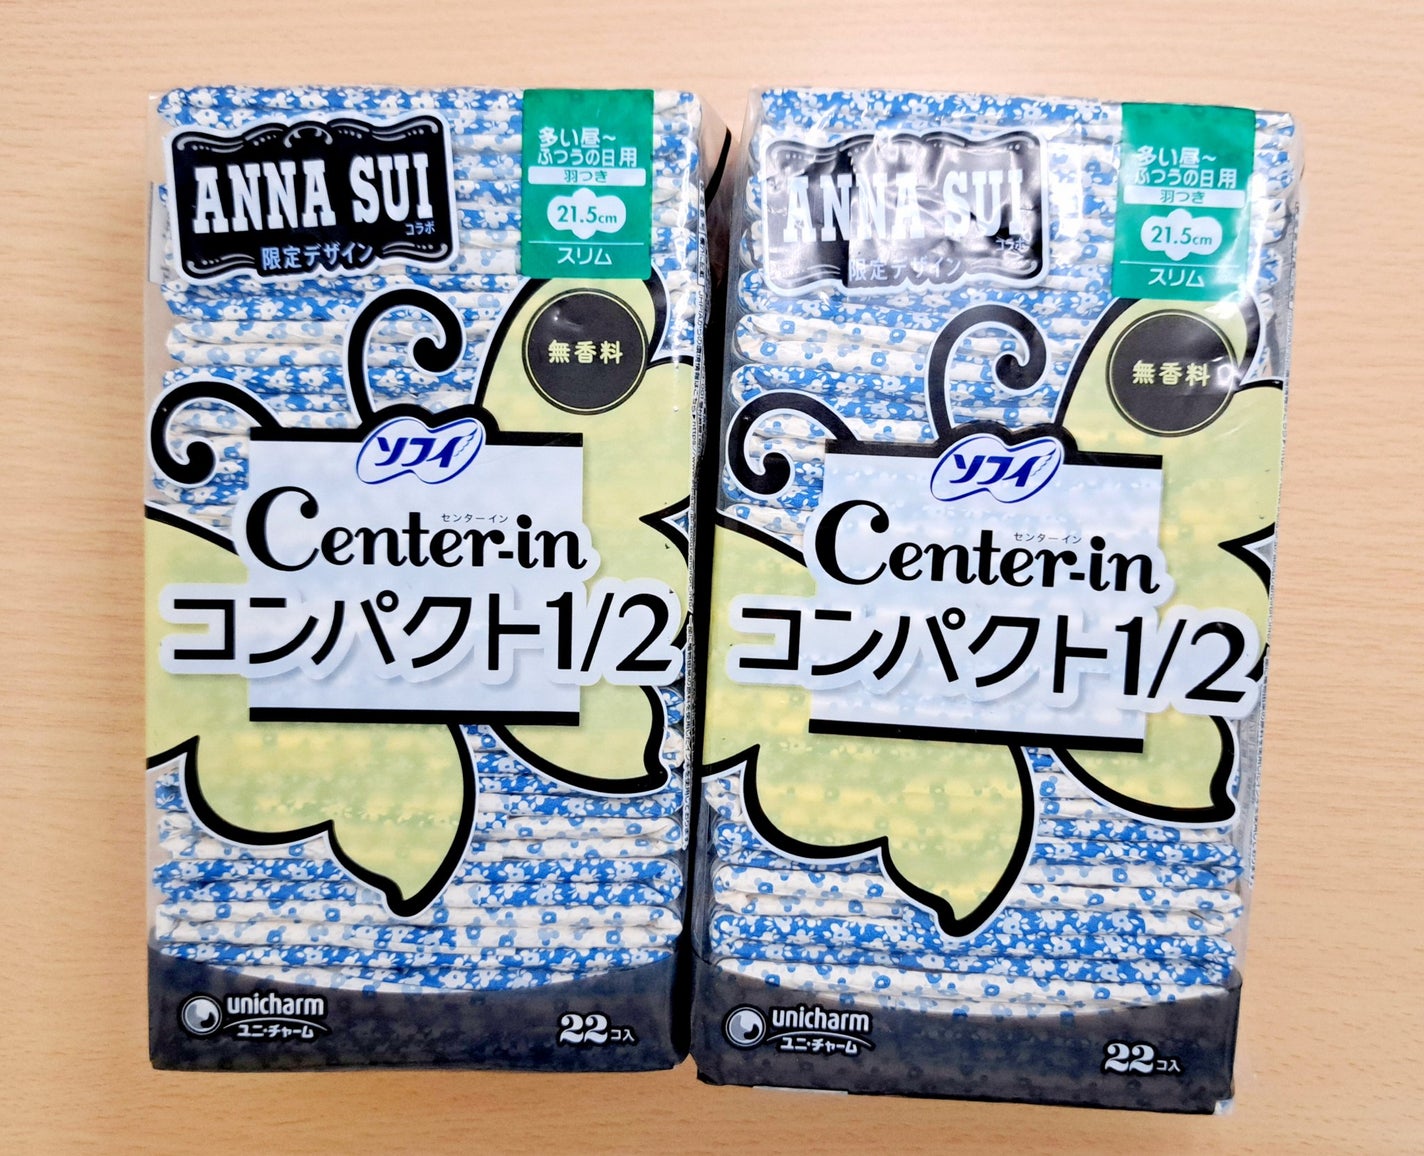 ANNA SUI
コラボ
限定デザイン
多い昼~
ふつうの日用
羽つき
21.5cm
スリム
無香料
ソフィ
センターイン
Center-in
コンパクト1/2
unicharm
ユニ・チャーム
22コ入
ANNA SUI
コラボ
限定デザイン
多い昼~
ふつうの日用
羽つき
21.5cm
スリム
無香料
ソフィ
センターイン
Center-in
コンパクト1/2
unicharm
ユニ・チャーム
22コ入